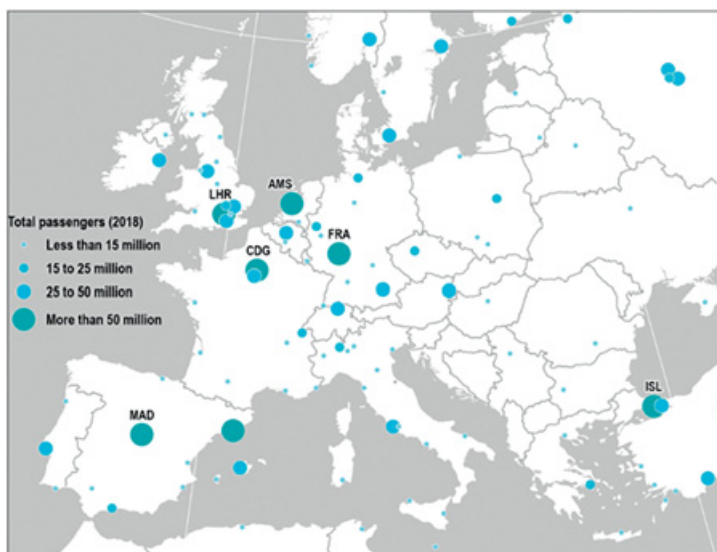 LHR
AMS
Total passengers (2018)
Less than 15 million
15 to 25 million
25 to 50 million
More than 50 million
CDG
FRA
MAD
ISL